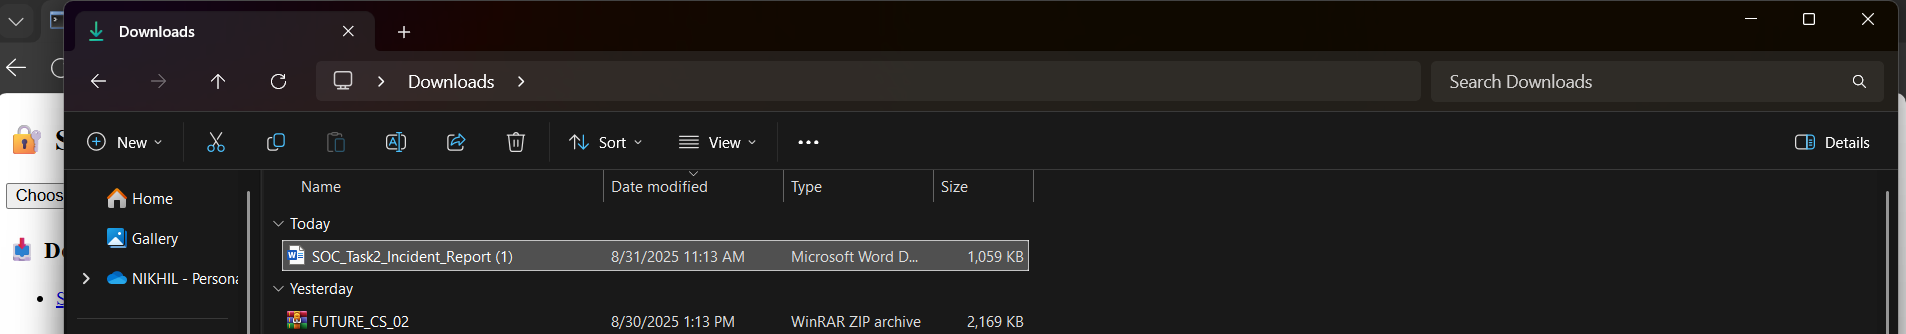 Downloads
Downloads
Search Downloads
New
Sort
View
Details
Choos
Name Date modified Type Size
Home
Today
Gallery
SOC_Task2_Incident_Report (1) 8/31/2025 11:13 AM Microsoft Word D... 1,059 KB
NIKHIL - Persona
Yesterday
FUTURE_CS_02 8/30/2025 1:13 PM WinRAR ZIP archive 2,169 KB